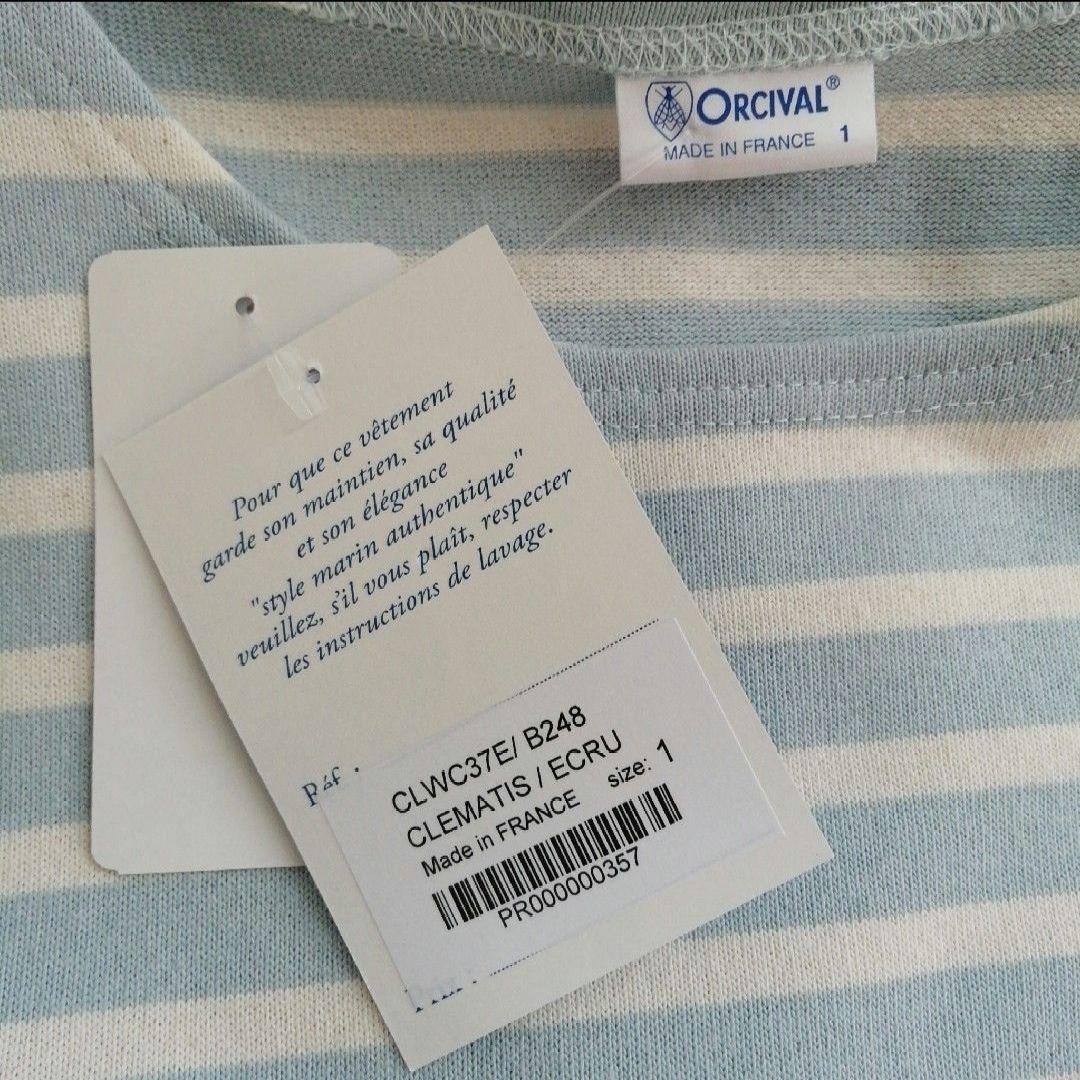 ORCIVAL®
MADE IN FRANCE 1
Pour que ce vêtement
garde son maintien, sa qualité
et son élégance
"style marin authentique"
veuillez, s'il vous plaît, respecter
les instructions de lavage.
Réf.
CLWC37E/ B248
CLEMATIS / ECRU
Made in FRANCE size: 1
PR000000357